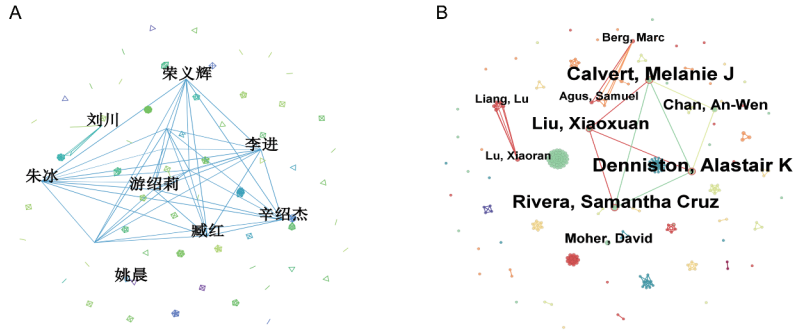 A
荣义辉
刘川
李进
朱冰
游绍莉
辛绍杰
臧红
姚晨
B
Berg, Marc
Calvert, Melanie J
Liang, Lu
Agus, Samuel
Chan, An-Wen
Liu, Xiaoxuan
Lu, Xiaoran
Denniston, Alastair K
Rivera, Samantha Cruz
Moher, David